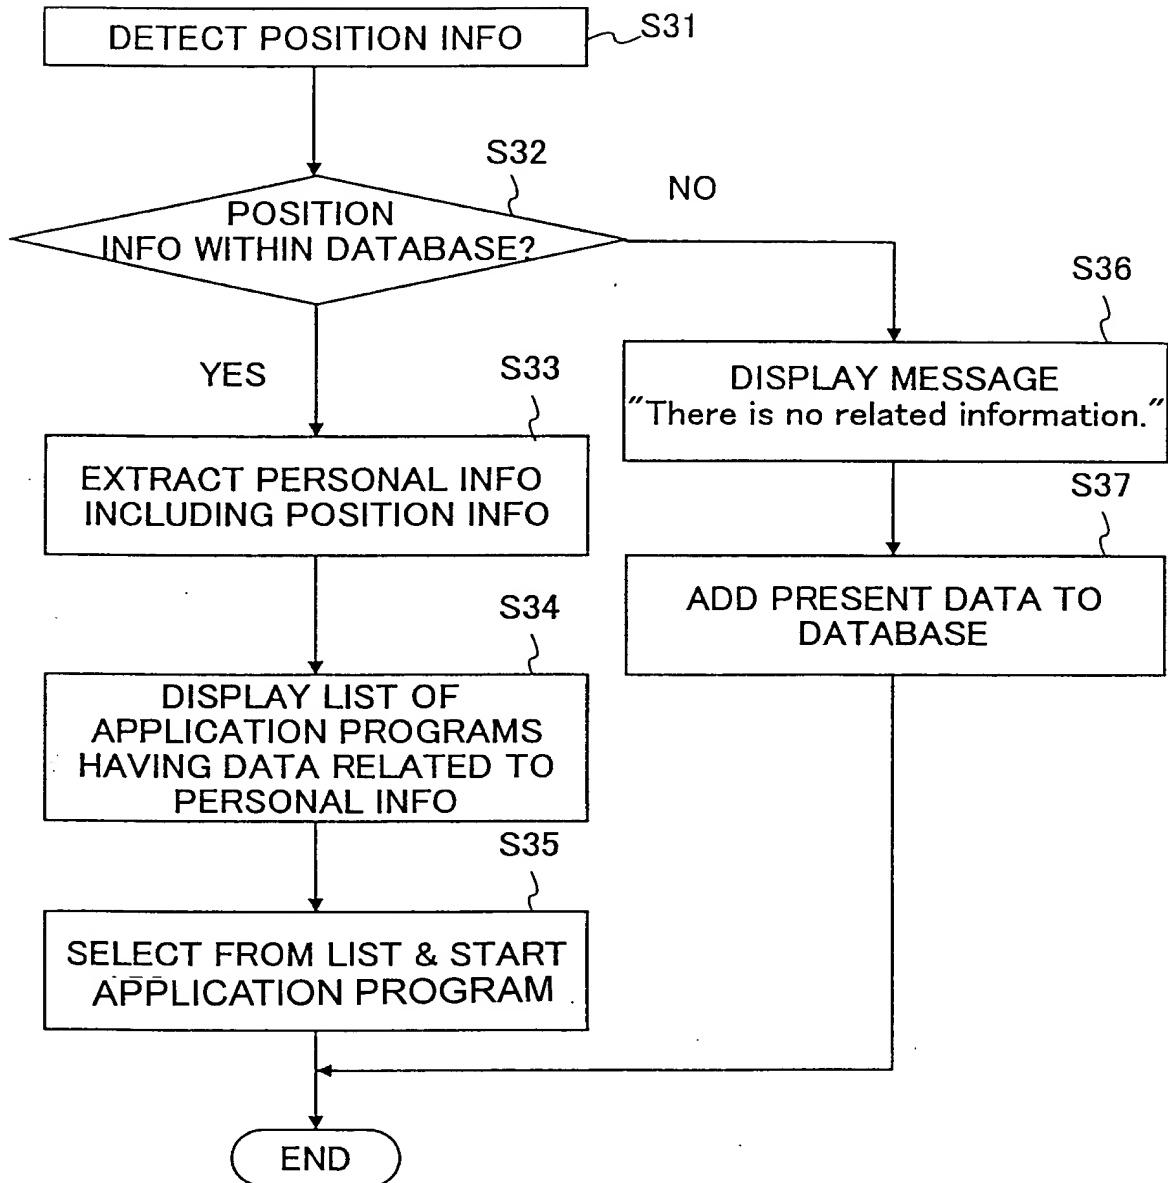 DETECT POSITION INFO
S31
S32
POSITION
INFO WITHIN DATABASE?
NO
YES
S33
EXTRACT PERSONAL INFO
INCLUDING POSITION INFO
S34
DISPLAY LIST OF
APPLICATION PROGRAMS
HAVING DATA RELATED TO
PERSONAL INFO
S35
SELECT FROM LIST & START
APPLICATION PROGRAM
S36
DISPLAY MESSAGE
"There is no related information."
S37
ADD PRESENT DATA TO
DATABASE
END